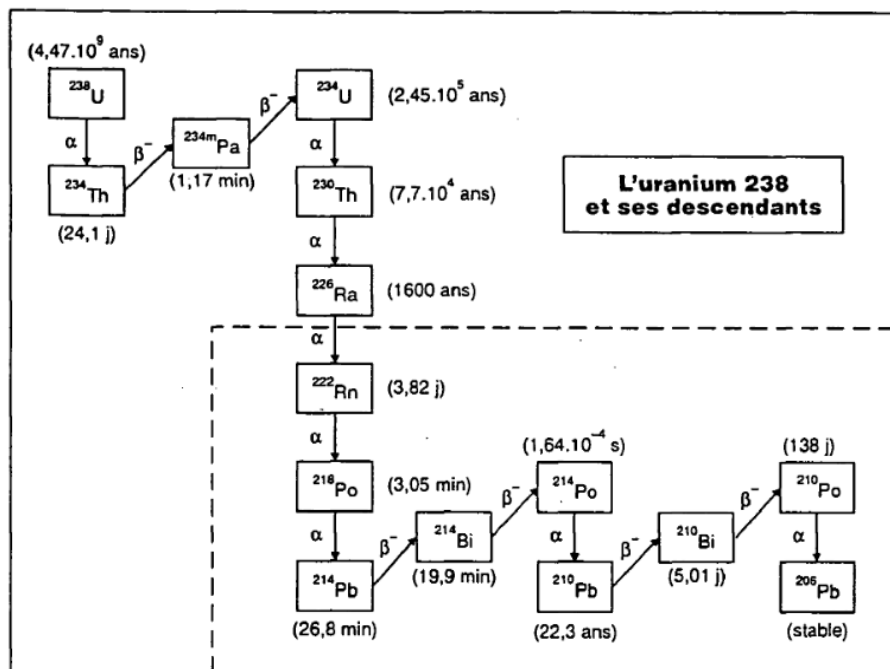 (4,47.10⁹ ans)
²³⁸U
α
²³⁴Th
(24,1 j)
β⁻
²³⁴ᵐPa
(1;17 min)
β⁻
²³⁴U
(2,45.10⁵ ans)
α
²³⁰Th
(7,7.10⁴ ans)
α
²²⁶Ra
(1600 ans)
L'uranium 238
et ses descendants
α
²²²Rn
(3,82 j)
α
²¹⁸Po
(3,05 min)
α
²¹⁴Pb
(26,8 min)
β⁻
²¹⁴Bi
(19,9 min)
β⁻
(1,64.10⁻⁴ s)
²¹⁴Po
α
²¹⁰Pb
(22,3 ans)
β⁻
²¹⁰Bi
(5,01 j)
β⁻
(138 j)
²¹⁰Po
α
²⁰⁶Pb
(stable)